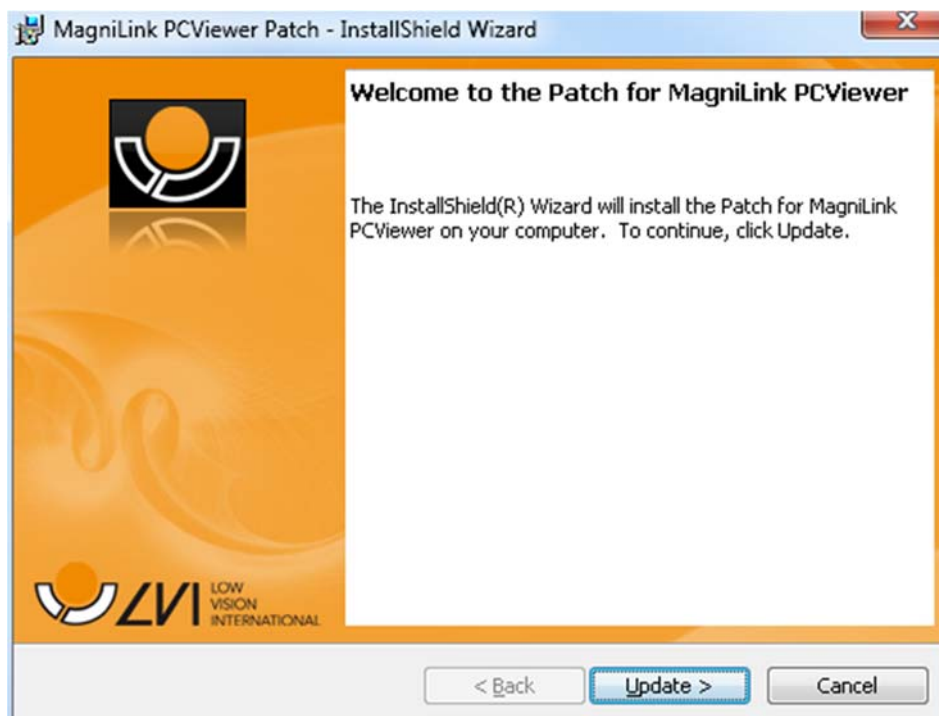 MagniLink PCViewer Patch - InstallShield Wizard
Welcome to the Patch for MagniLink PCViewer
The InstallShield(R) Wizard will install the Patch for MagniLink
PCViewer on your computer.  To continue, click Update.
LVI
LOW
VISION
INTERNATIONAL
< Back
Update >
Cancel